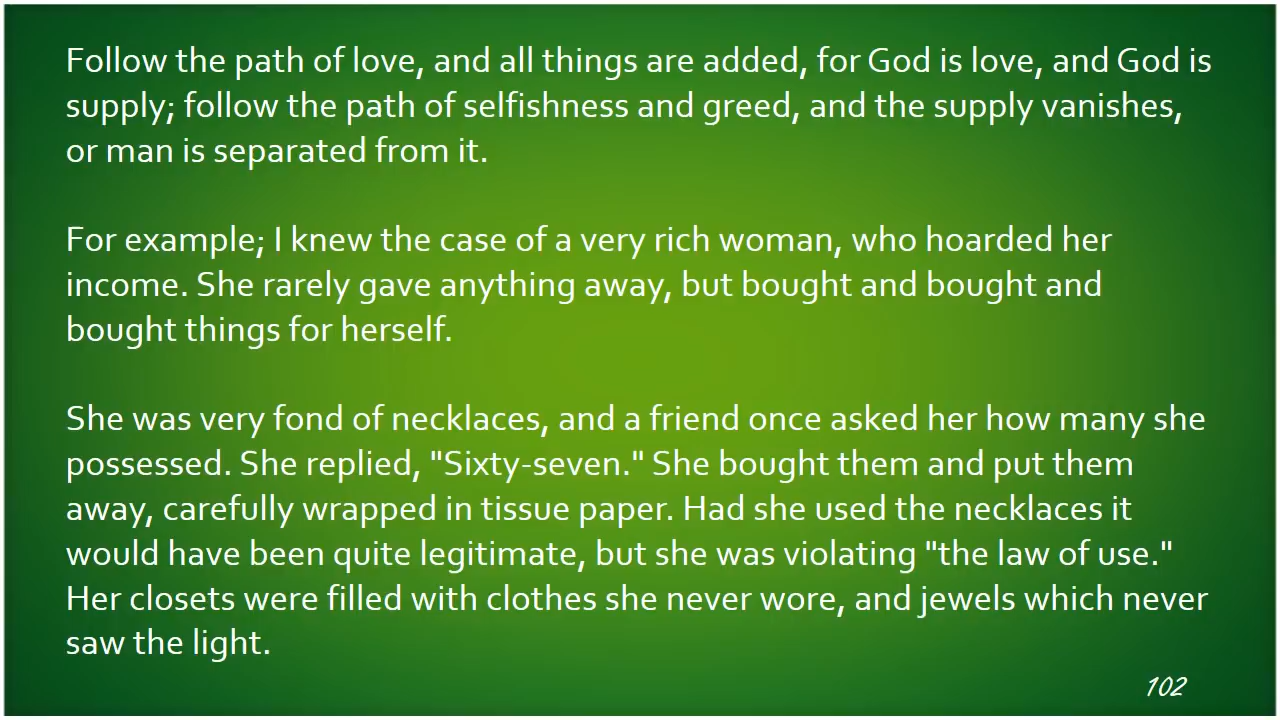 Follow the path of love, and all things are added, for God is love, and God is
supply; follow the path of selfishness and greed, and the supply vanishes,
or man is separated from it.
For example; I knew the case of a very rich woman, who hoarded her
income. She rarely gave anything away, but bought and bought and
bought things for herself.
She was very fond of necklaces, and a friend once asked her how many she
possessed. She replied, "Sixty-seven." She bought them and put them
away, carefully wrapped in tissue paper. Had she used the necklaces it
would have been quite legitimate, but she was violating "the law of use."
Her closets were filled with clothes she never wore, and jewels which never
saw the light.
102